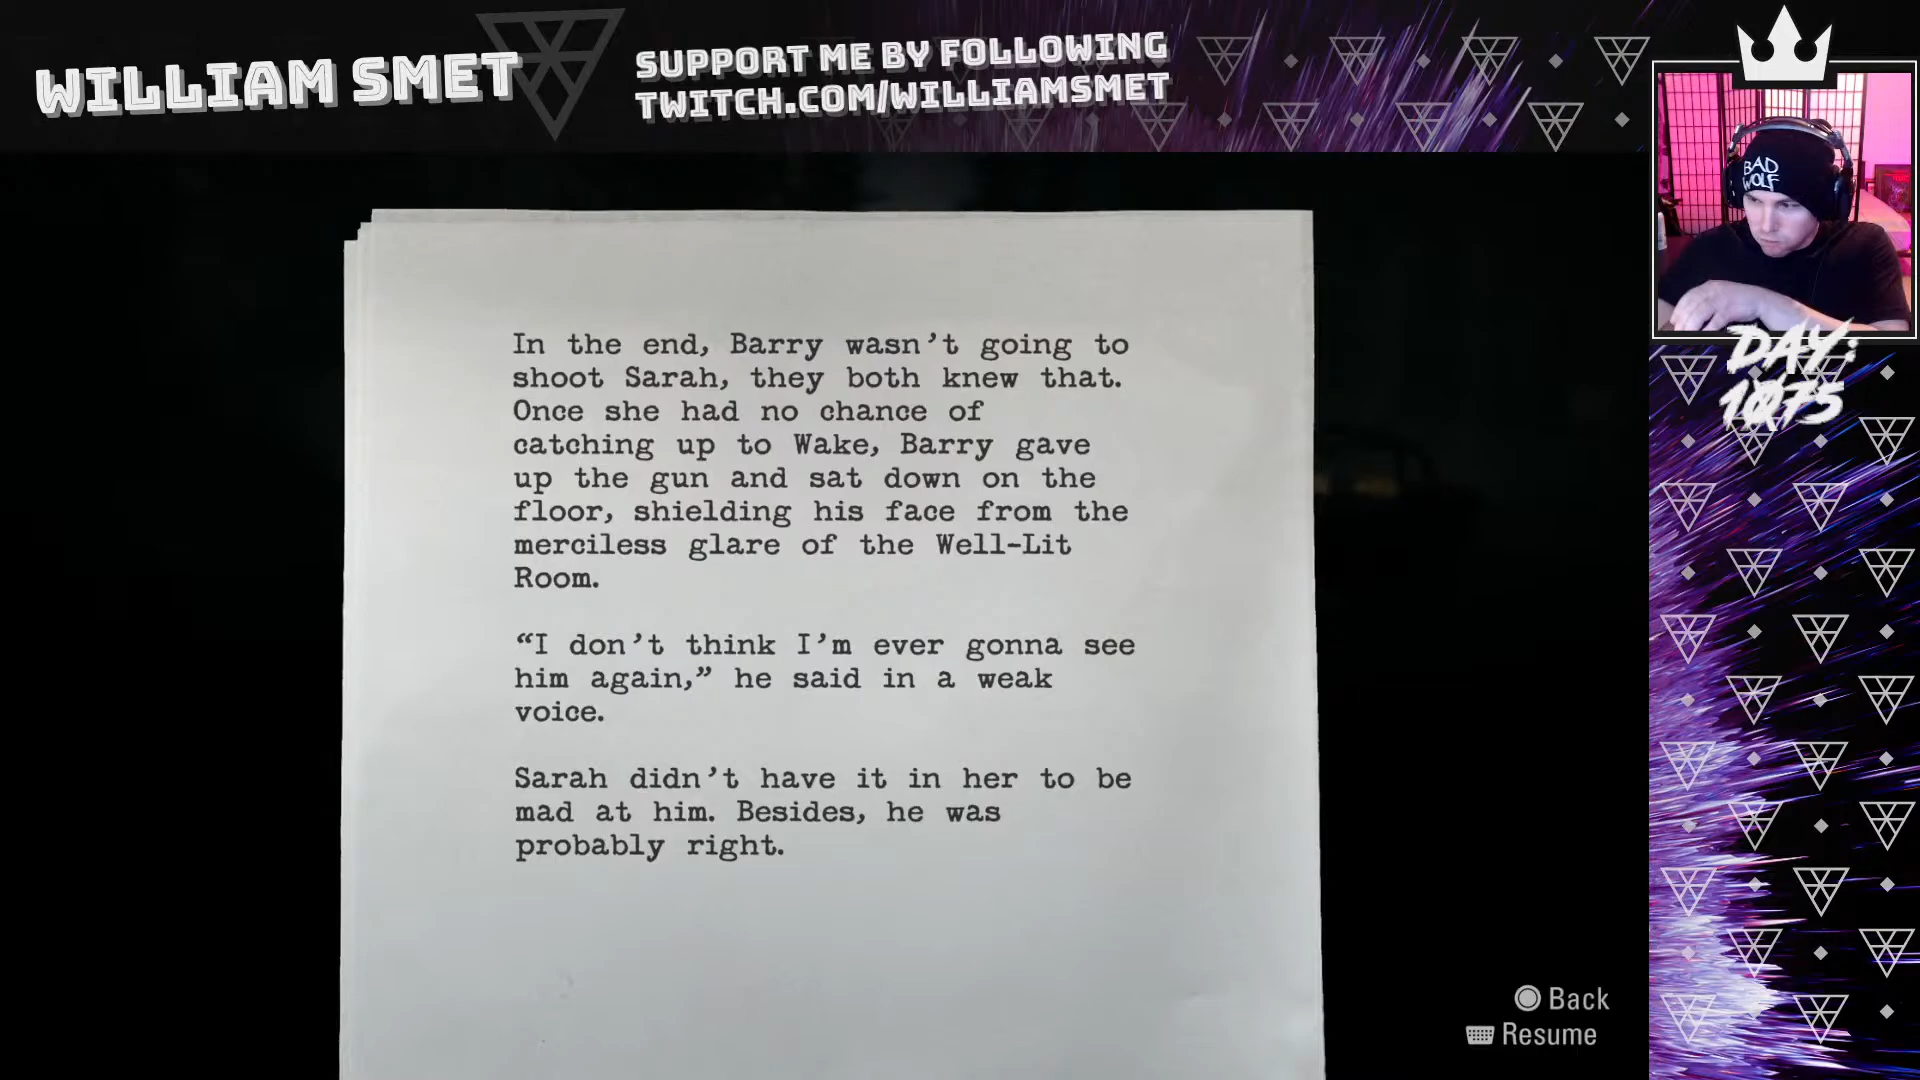 WILLIAM SMET
SUPPORT ME BY FOLLOWING
TWITCH.COM/WILLIAMSMET
BAD
WOLF
DAY:
1075
In the end, Barry wasn't going to
shoot Sarah, they both knew that.
Once she had no chance of
catching up to Wake, Barry gave
up the gun and sat down on the
floor, shielding his face from the
merciless glare of the Well-Lit
Room.
“I don't think I'm ever gonna see
him again,” he said in a weak
voice.
Sarah didn't have it in her to be
mad at him. Besides, he was
probably right.
Back
Resume